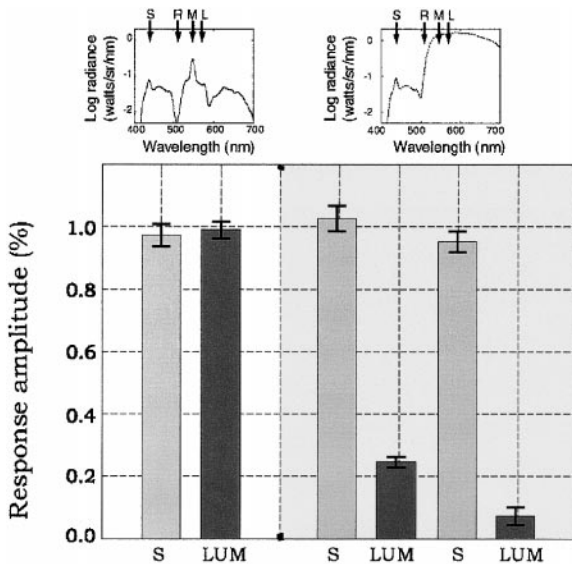 S R M L
Log radiance
(watts/sr/nm)
0
-1
-2
400 500 600 700
Wavelength (nm)
S R M L
Log radiance
(watts/sr/nm)
0
-1
-2
400 500 600 700
Wavelength (nm)
Response amplitude (%)
1.0
0.8
0.6
0.4
0.2
0.0
S LUM S LUM S LUM